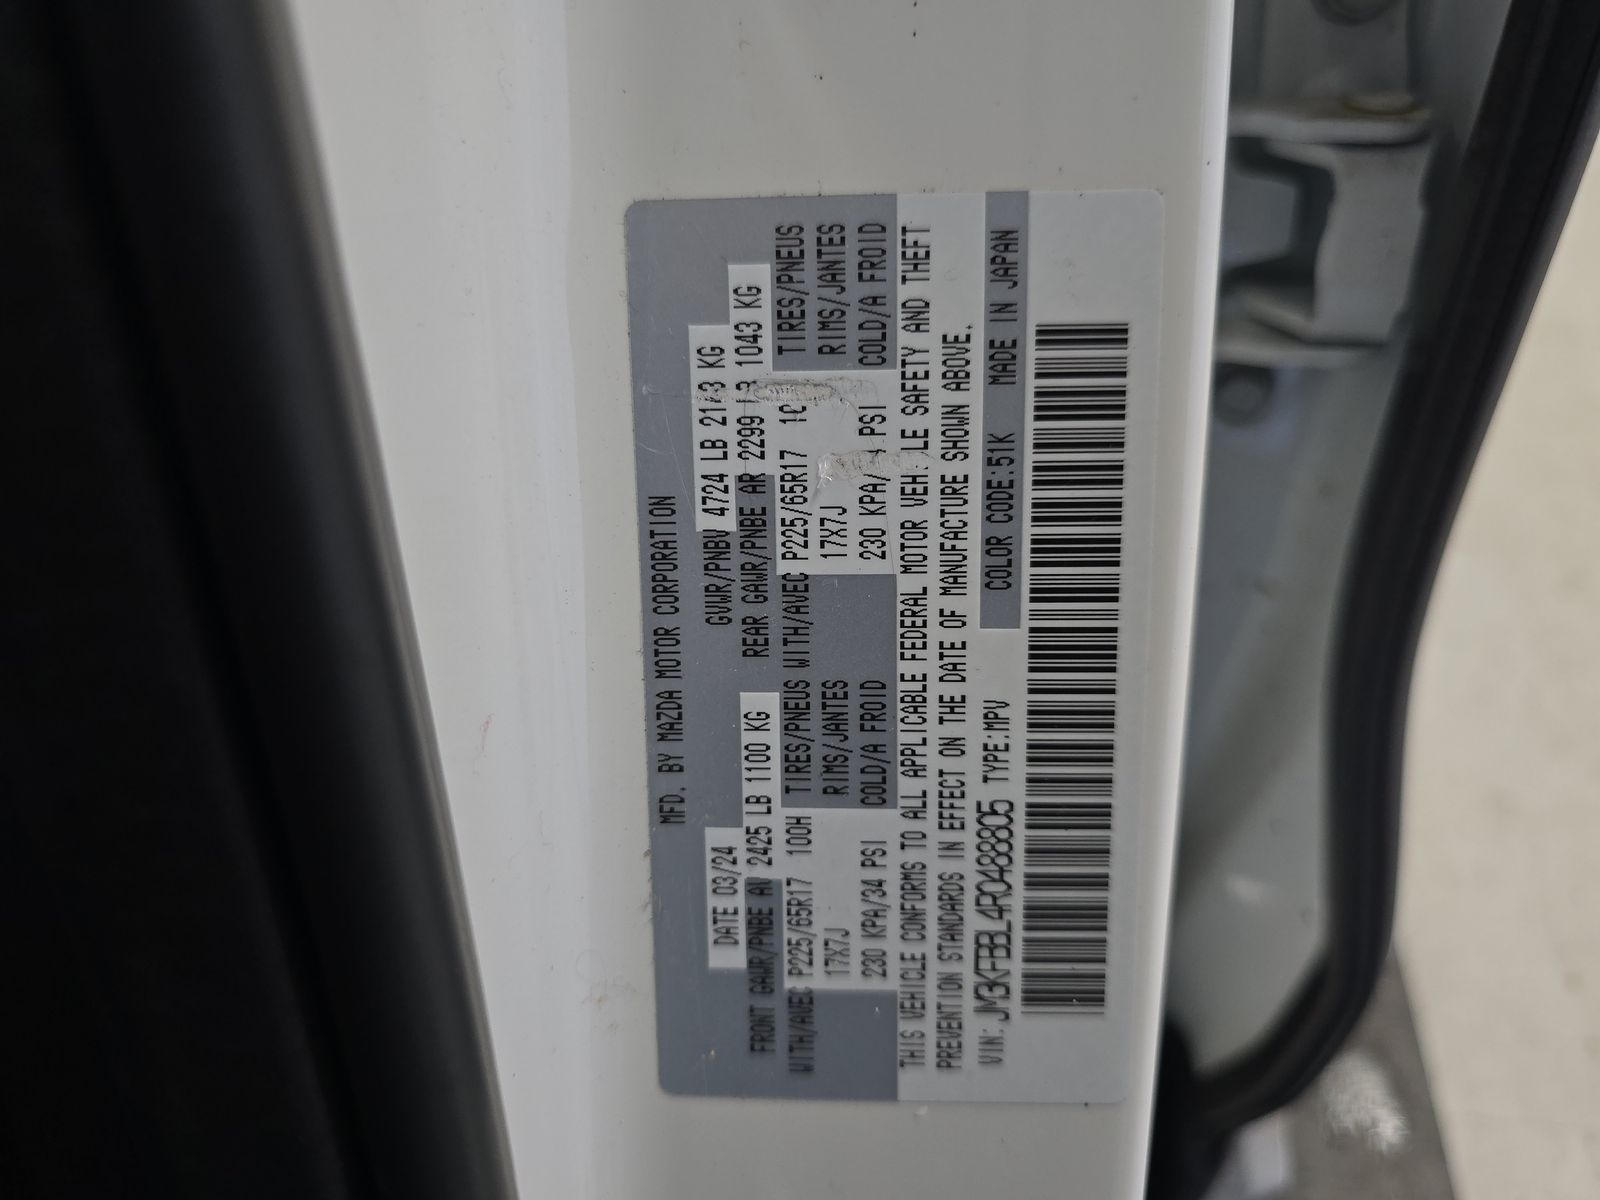 MFD. BY MAZDA MOTOR CORPORATION
DATE 03/24 GVWR/PNBV 4724 LB 2143 KG
FRONT GAWR/PNBE AV 2425 LB 1100 KG REAR GAWR/PNBE AR 2299 1043 KG
WITH/AVEC P225/65R17 100H TIRES/PNEUS WITH/AVEC P225/65R17 TIRES/PNEUS
17X7J RIMS/JANTES 17X7J RIMS/JANTES
230 KPA/34 PSI COLD/A FROID 230 KPA/ PSI COLD/A FROID
THIS VEHICLE CONFORMS TO ALL APPLICABLE FEDERAL MOTOR VEHICLE SAFETY AND THEFT
PREVENTION STANDARDS IN EFFECT ON THE DATE OF MANUFACTURE SHOWN ABOVE.
VIN: JM3KFBBL4R0488805 TYPE:MPV COLOR CODE:51K MADE IN JAPAN